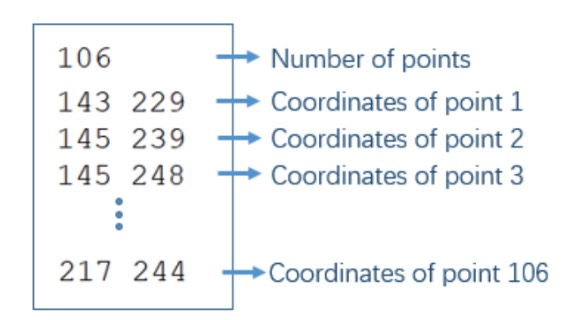 106 Number of points
143 229 Coordinates of point 1
145 239 Coordinates of point 2
145 248 Coordinates of point 3
217 244 Coordinates of point 106